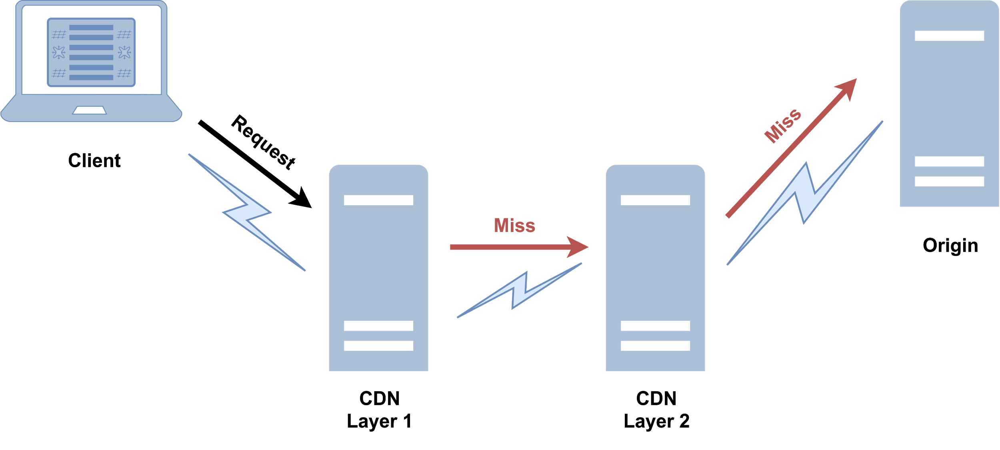 Client
Request
Miss
Miss
Origin
CDN
Layer 1
CDN
Layer 2